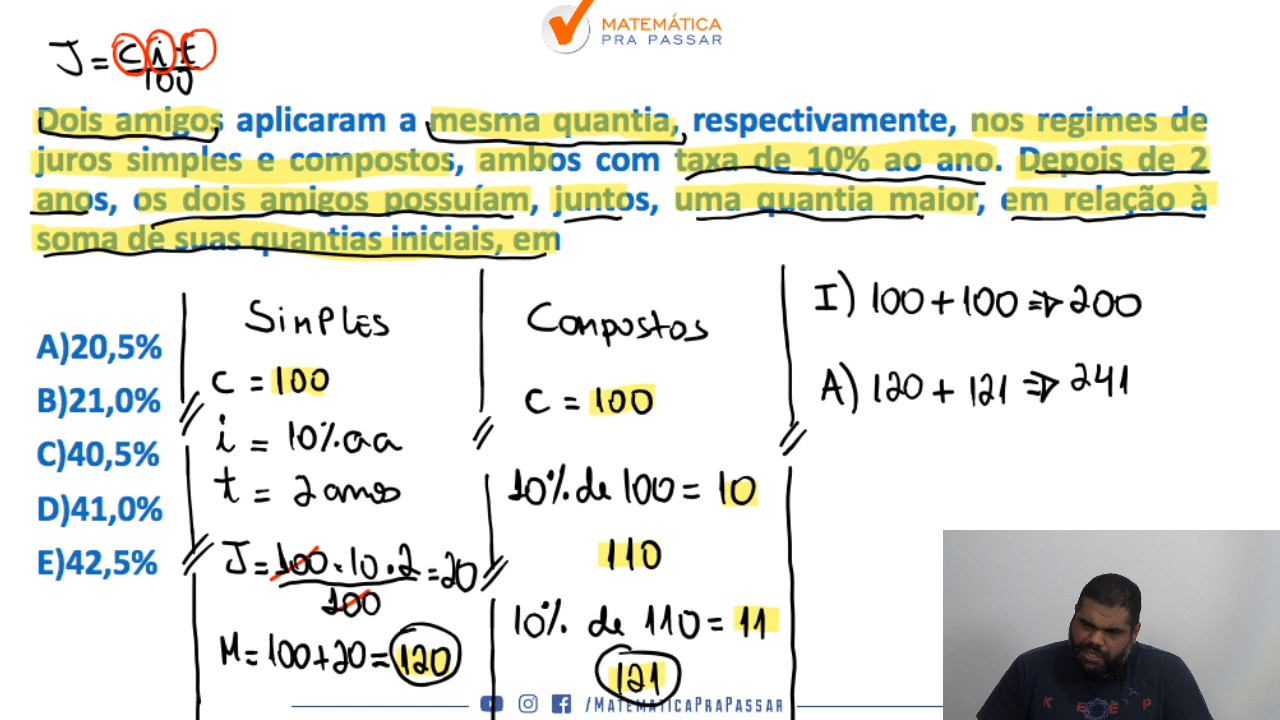 MATEMÁTICA
PRA PASSAR
J = c i t
100
Dois amigos aplicaram a mesma quantia, respectivamente, nos regimes de
juros simples e compostos, ambos com taxa de 10% ao ano. Depois de 2
anos, os dois amigos possuíam, juntos, uma quantia maior, em relação à
soma de suas quantias iniciais, em
A)20,5%
B)21,0%
C)40,5%
D)41,0%
E)42,5%
SimPLES
C = 100
i = 10% a a
t = 2 anos
J = 100 . 10 . 2 = 20
100
M = 100 + 20 = 120
Compostos
C = 100
10% de 100 = 10
110
10% de 110 = 11
121
I) 100 + 100 ⇒ 200
A) 120 + 121 ⇒ 241
/MatemáticaPraPassar
KEEP